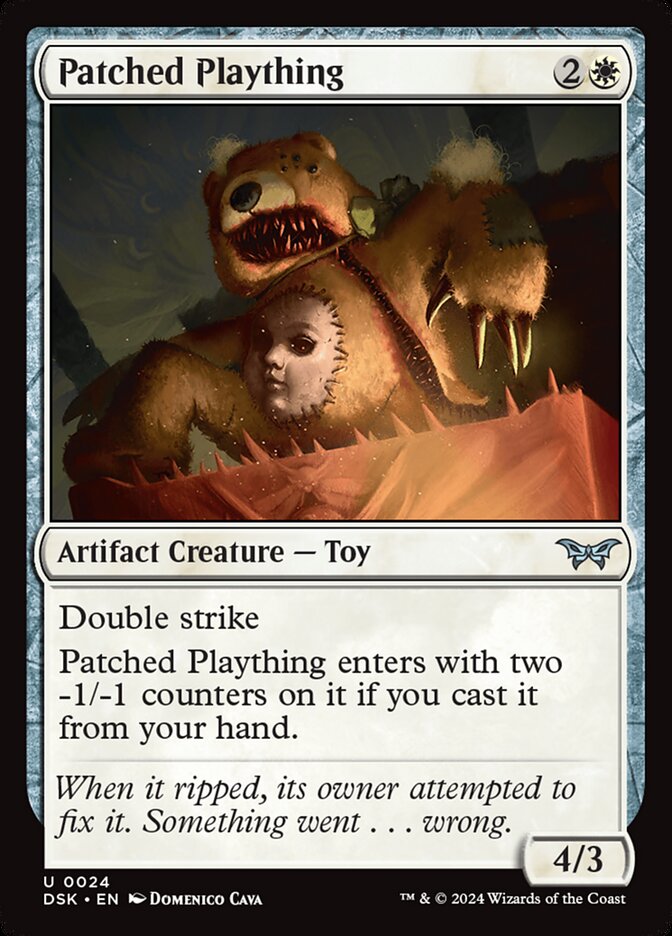 Patched Plaything 2
Artifact Creature — Toy
Double strike
Patched Plaything enters with two
-1/-1 counters on it if you cast it
from your hand.
When it ripped, its owner attempted to
fix it. Something went . . . wrong.
4/3
U 0024
DSK • EN Domenico Cava
™ & © 2024 Wizards of the Coast